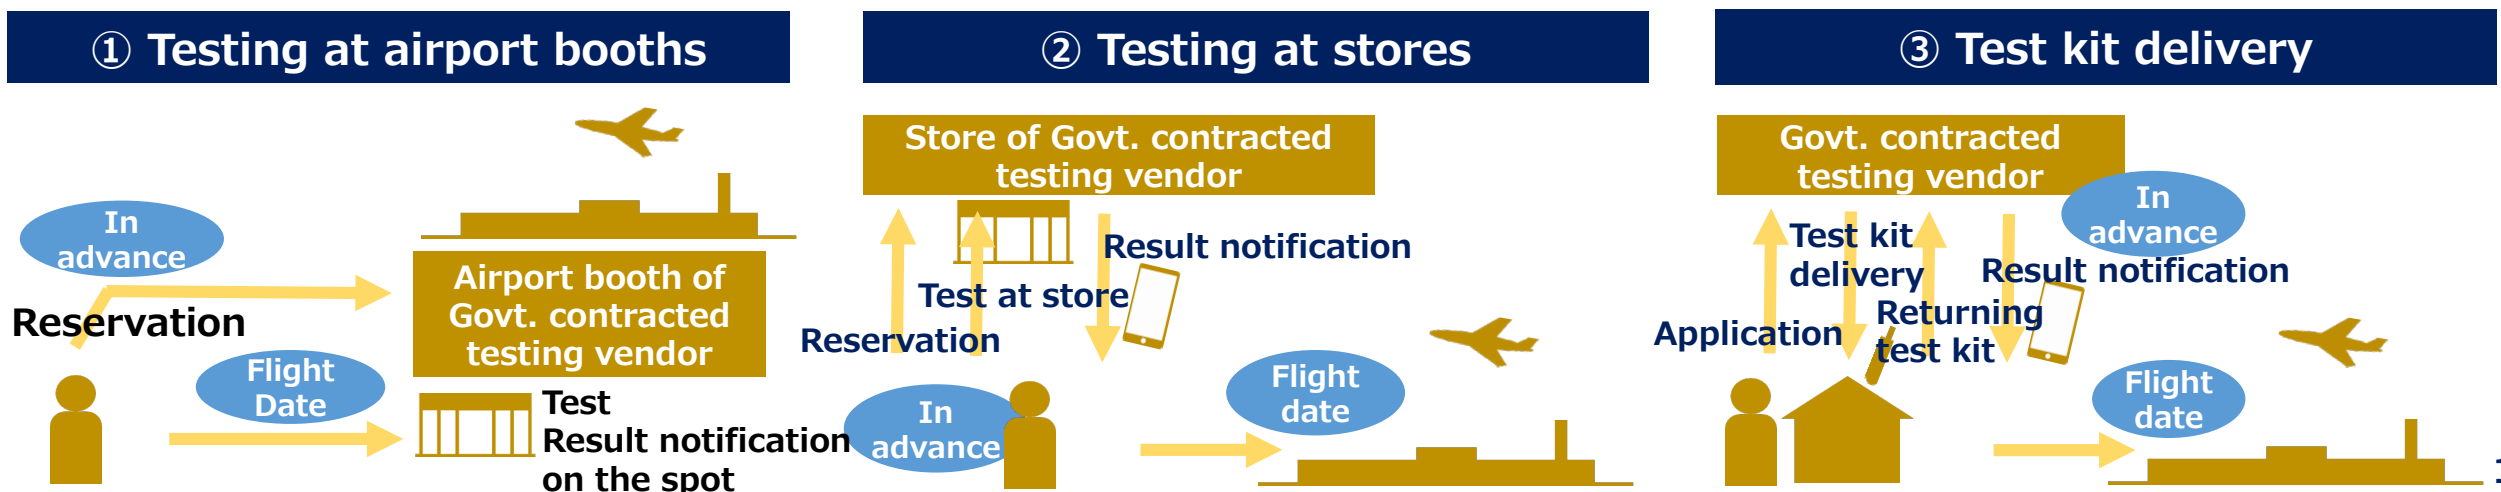 ① Testing at airport booths
In
advance
Reservation
Airport booth of
Govt. contracted
testing vendor
Flight
Date
Test
Result notification
on the spot
② Testing at stores
Store of Govt. contracted
testing vendor
Result notification
Test at store
Reservation
In
advance
Flight
date
③ Test kit delivery
Govt. contracted
testing vendor
In
advance
Test kit
delivery
Result notification
Returning
test kit
Application
Flight
date